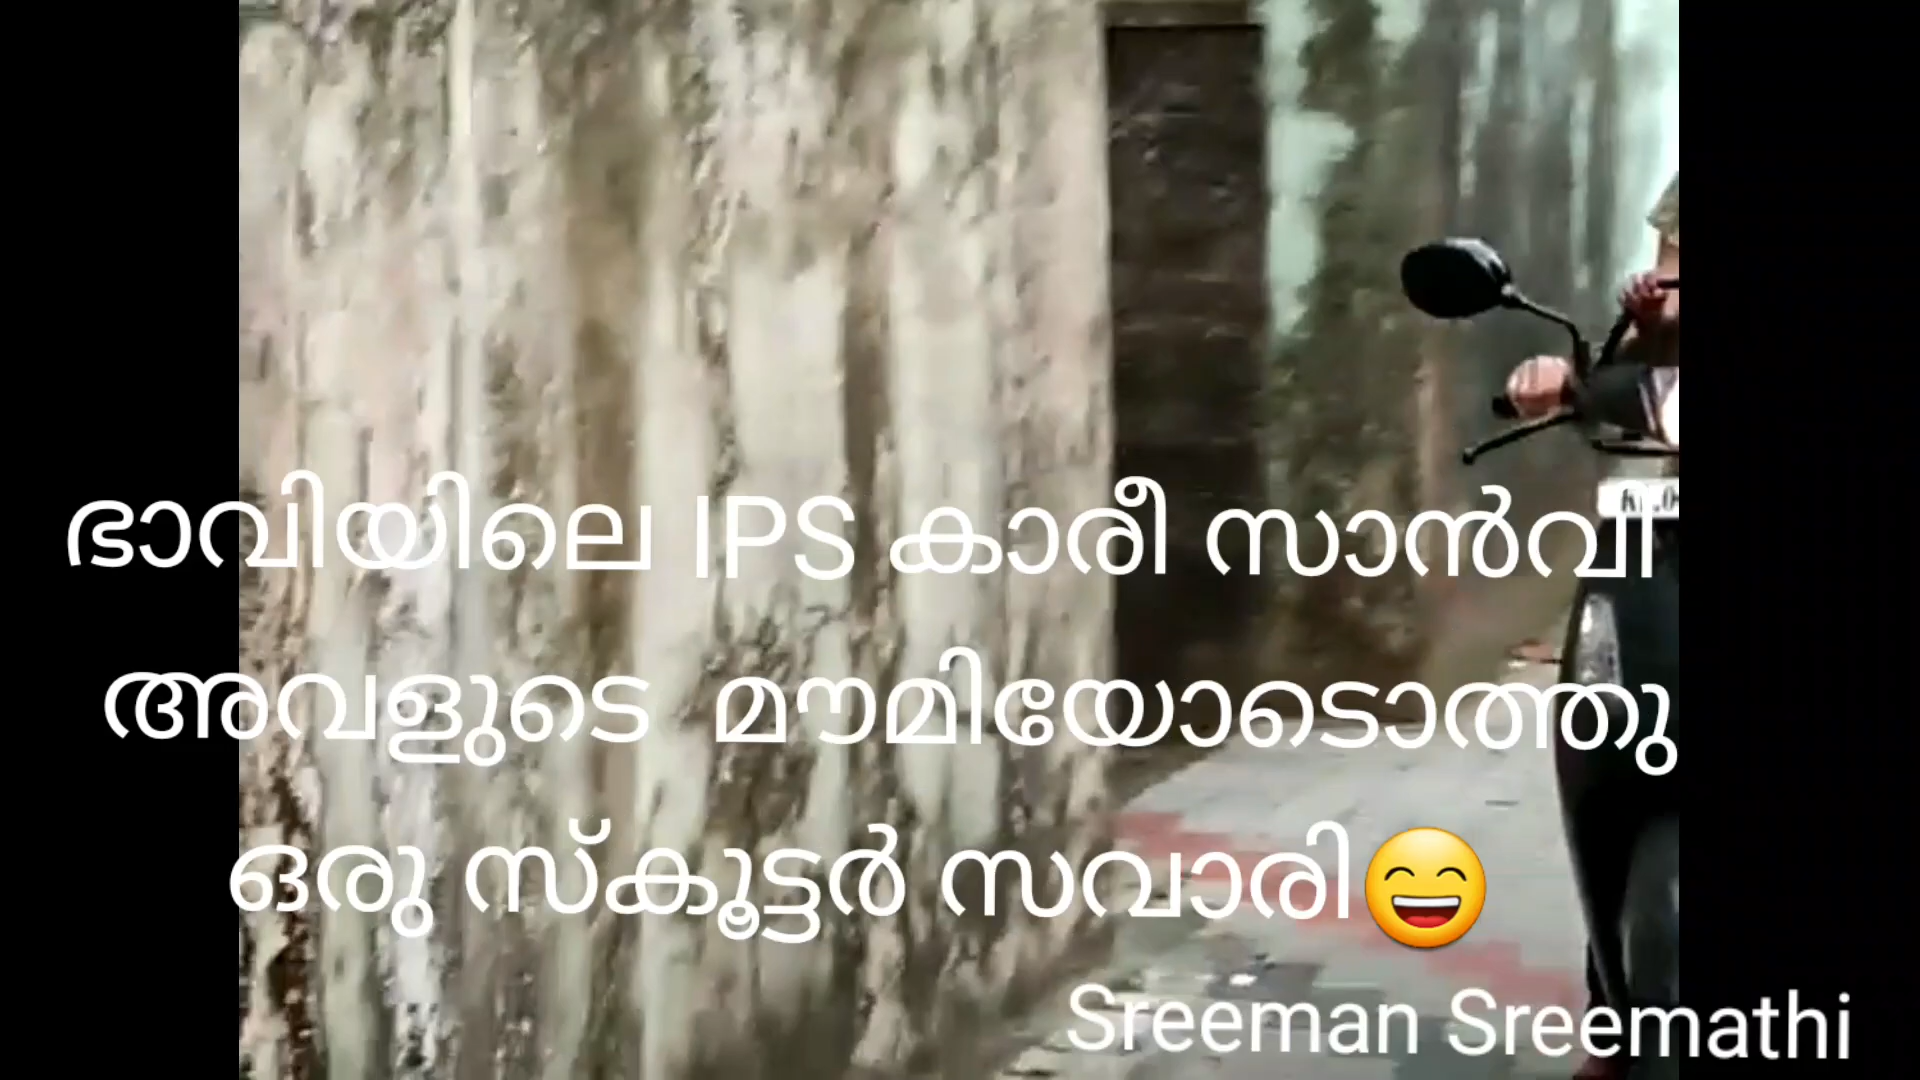 ഭാവിയിലെ IPS കാരീ സാൻവി
അവളുടെ മൗമിയോടൊത്തു
ഒരു സ്കൂട്ടർ സവാരി😄
Sreeman Sreemathi